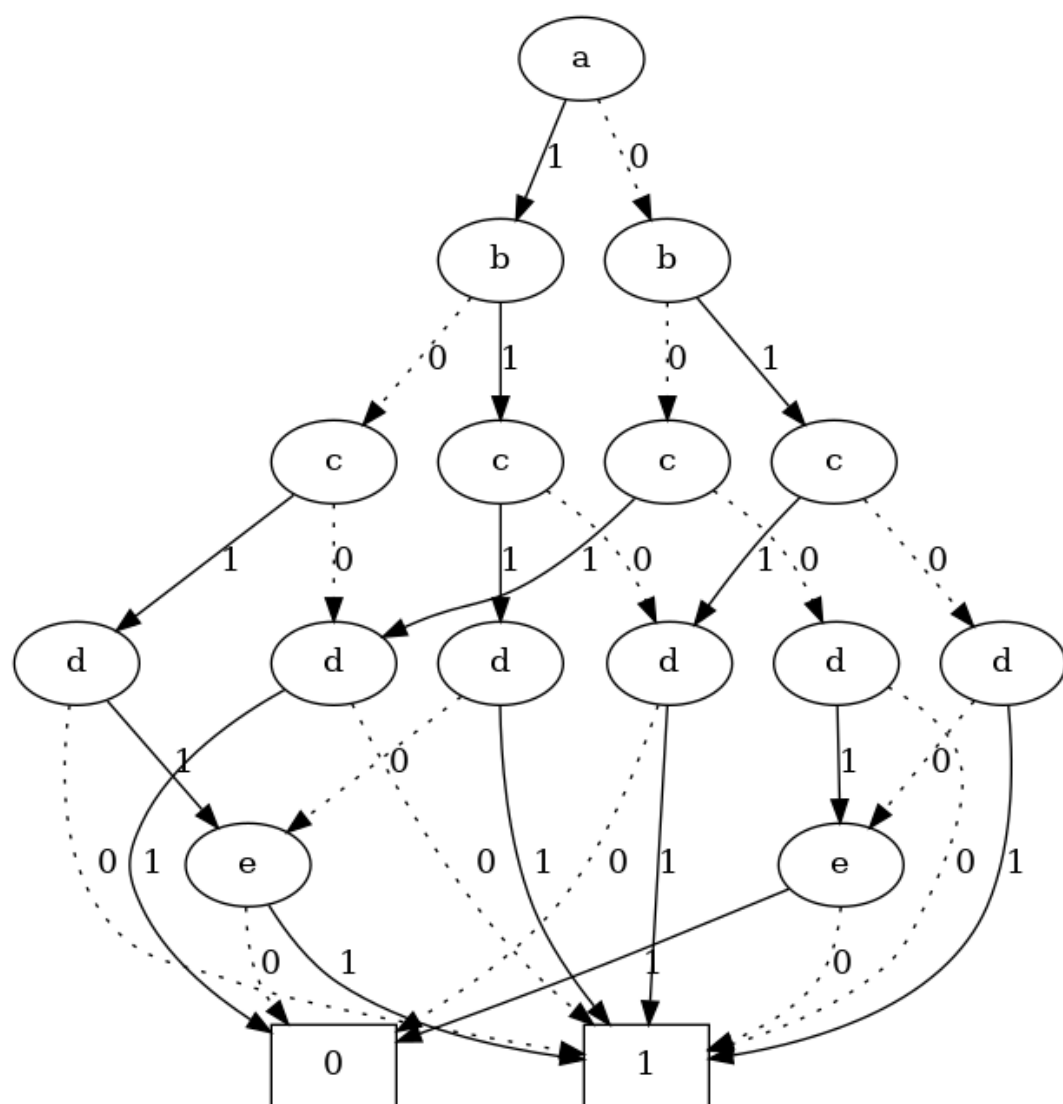 a
1 0
b b
0 1 0 1
c c c c
1 0 1 1 0 1 0 0
d d d d d d
1 0 1 0
0 1 e 0 1 0 1 e 0 1
0 1 1 0
0 1